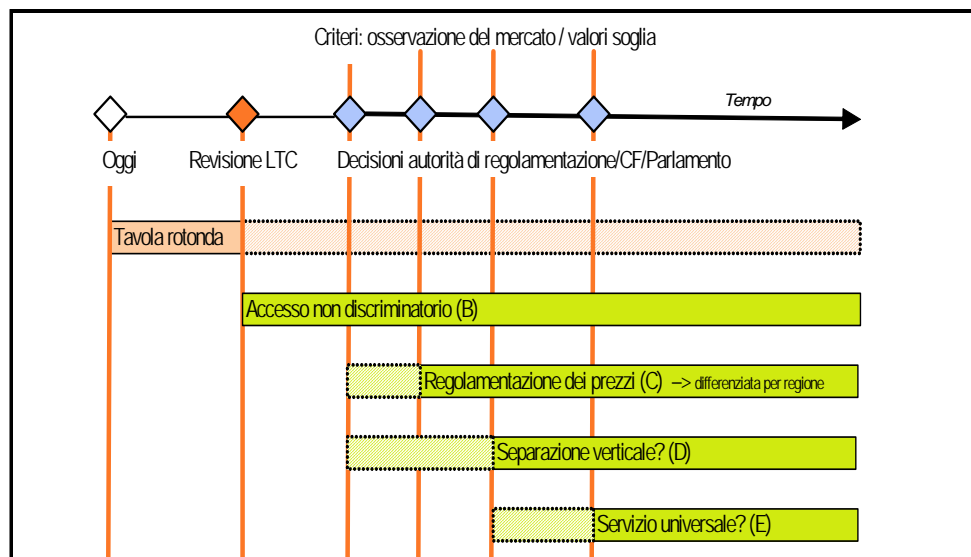 Criteri: osservazione del mercato / valori soglia
Tempo
Oggi
Revisione LTC
Decisioni autorità di regolamentazione/CF/Parlamento
Tavola rotonda
Accesso non discriminatorio (B)
Regolamentazione dei prezzi (C) –> differenziata per regione
Separazione verticale? (D)
Servizio universale? (E)